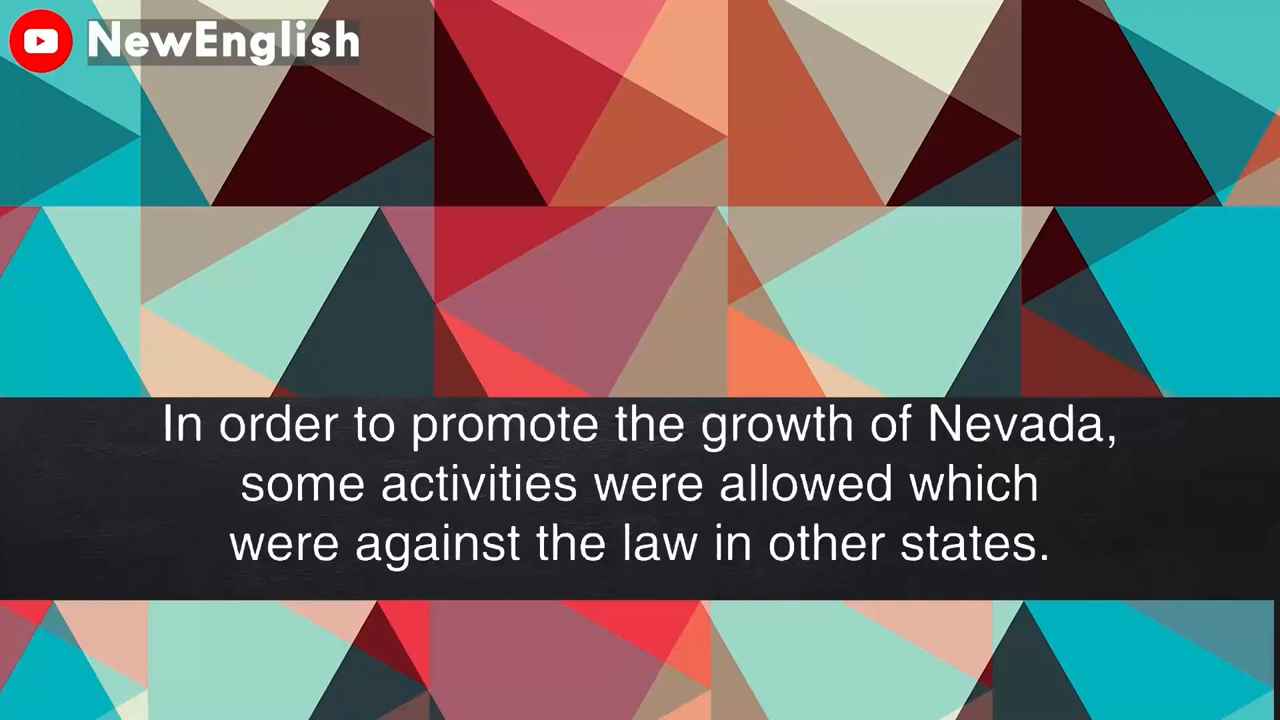 NewEnglish
In order to promote the growth of Nevada,
some activities were allowed which
were against the law in other states.